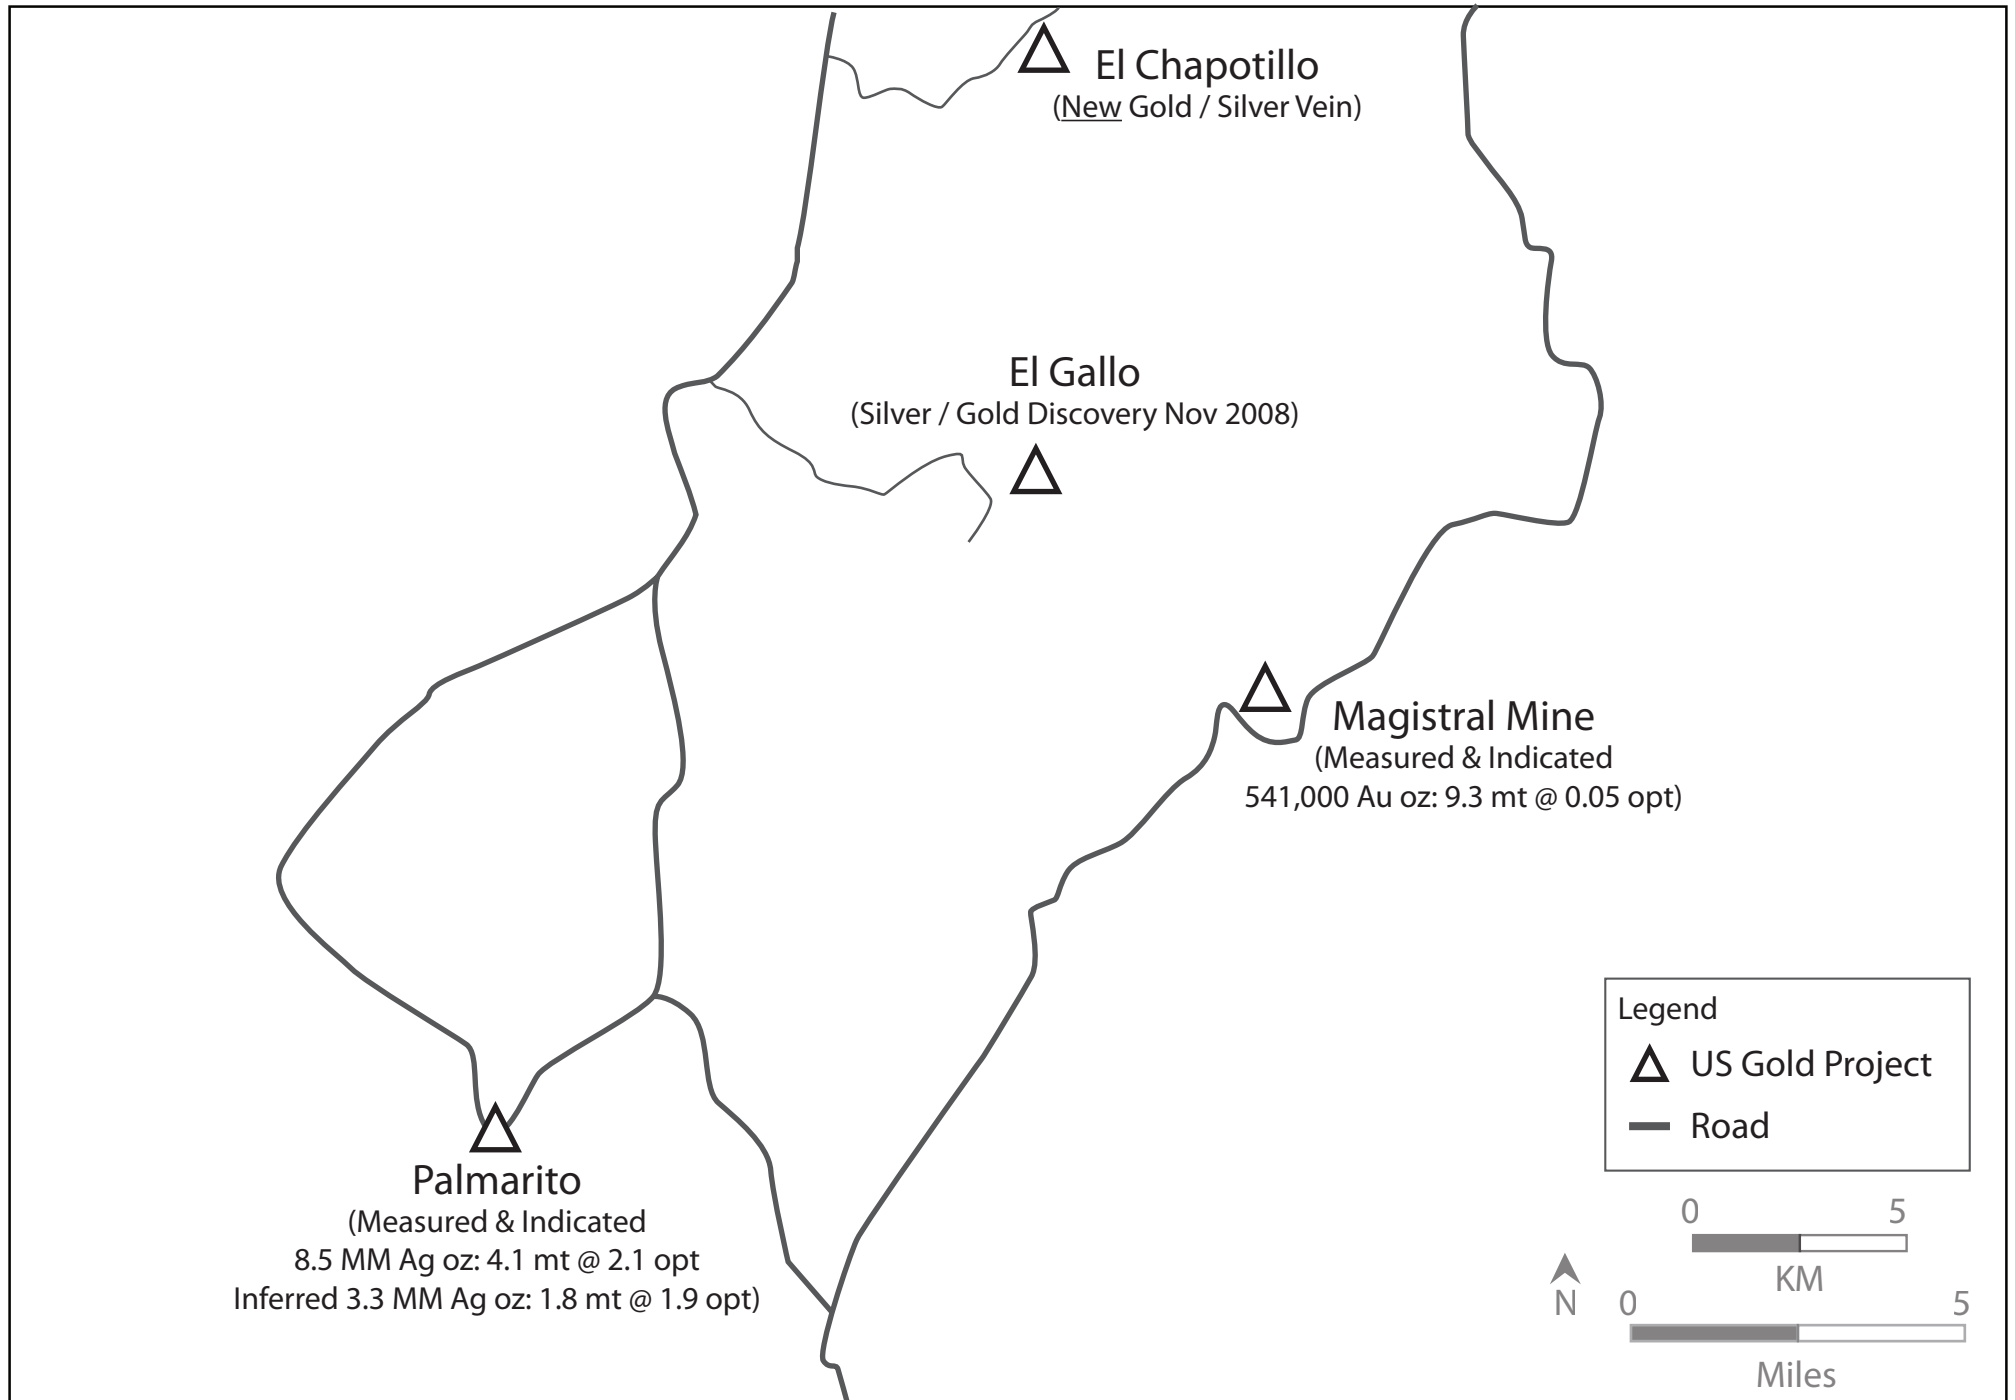 El Chapotillo
(New Gold / Silver Vein)
El Gallo
(Silver / Gold Discovery Nov 2008)
Magistral Mine
(Measured & Indicated
541,000 Au oz: 9.3 mt @ 0.05 opt)
Palmarito
(Measured & Indicated
8.5 MM Ag oz: 4.1 mt @ 2.1 opt
Inferred 3.3 MM Ag oz: 1.8 mt @ 1.9 opt)
Legend
US Gold Project
Road
0 5
KM
N
0 5
Miles